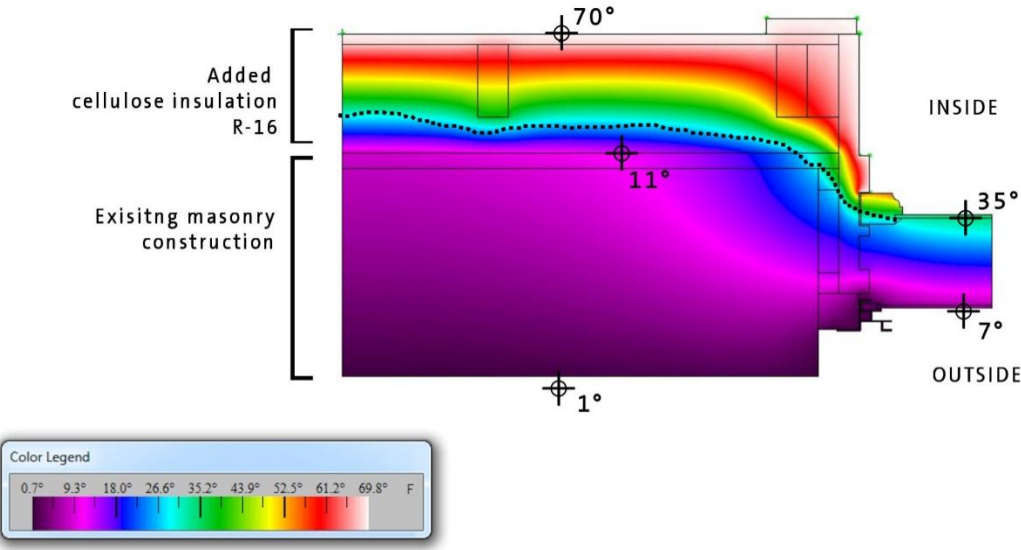 70°
Added
cellulose insulation
R-16
INSIDE
11°
35°
Exisitng masonry
construction
7°
OUTSIDE
1°
Color Legend
0.7° 9.3° 18.0° 26.6° 35.2° 43.9° 52.5° 61.2° 69.8° F